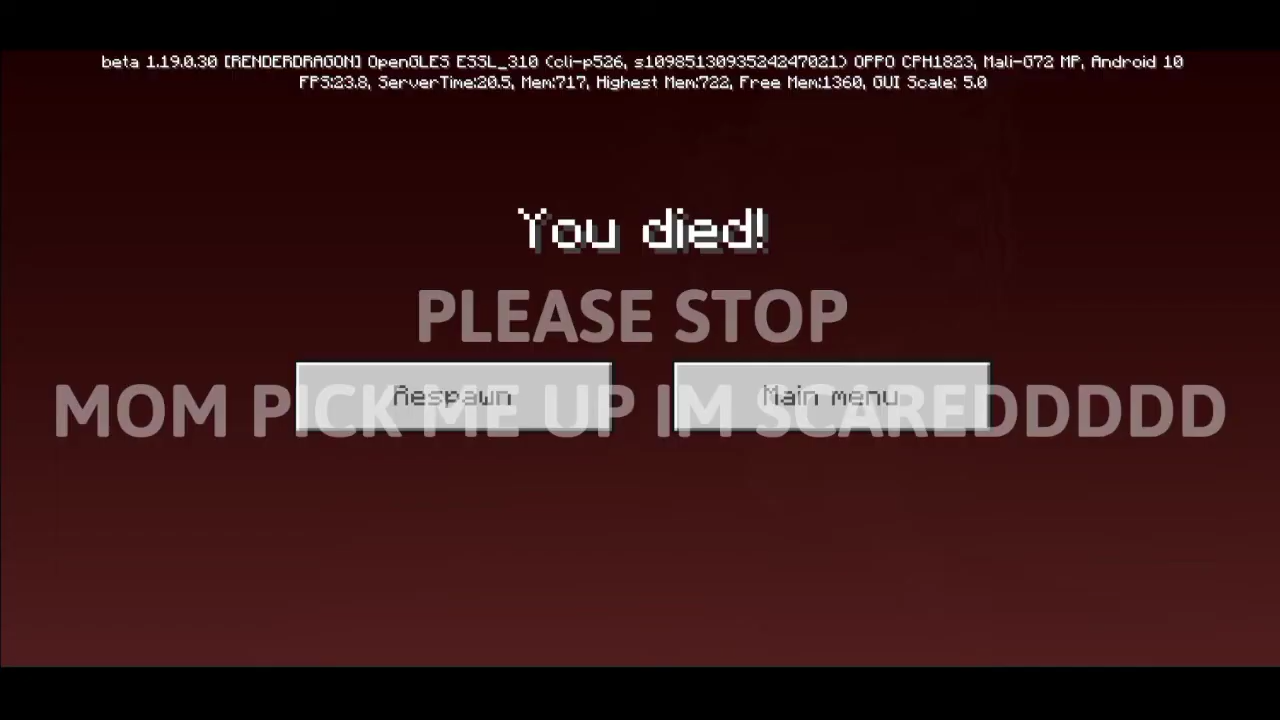 beta 1.19.0.30 [RENDERDRAGON] OpenGLES ESSL_310 (cli-p526, s10985130935242470​21) OPPO CPH1823, Mali-G72 MP, Android 10
FPS:23.8, ServerTime:20.5, Mem:717, Highest Mem:722, Free Mem:1360, GUI Scale: 5.0
You died!
PLEASE STOP
Respawn Main menu
MOM PICK ME UP IM SCAREDDDDD